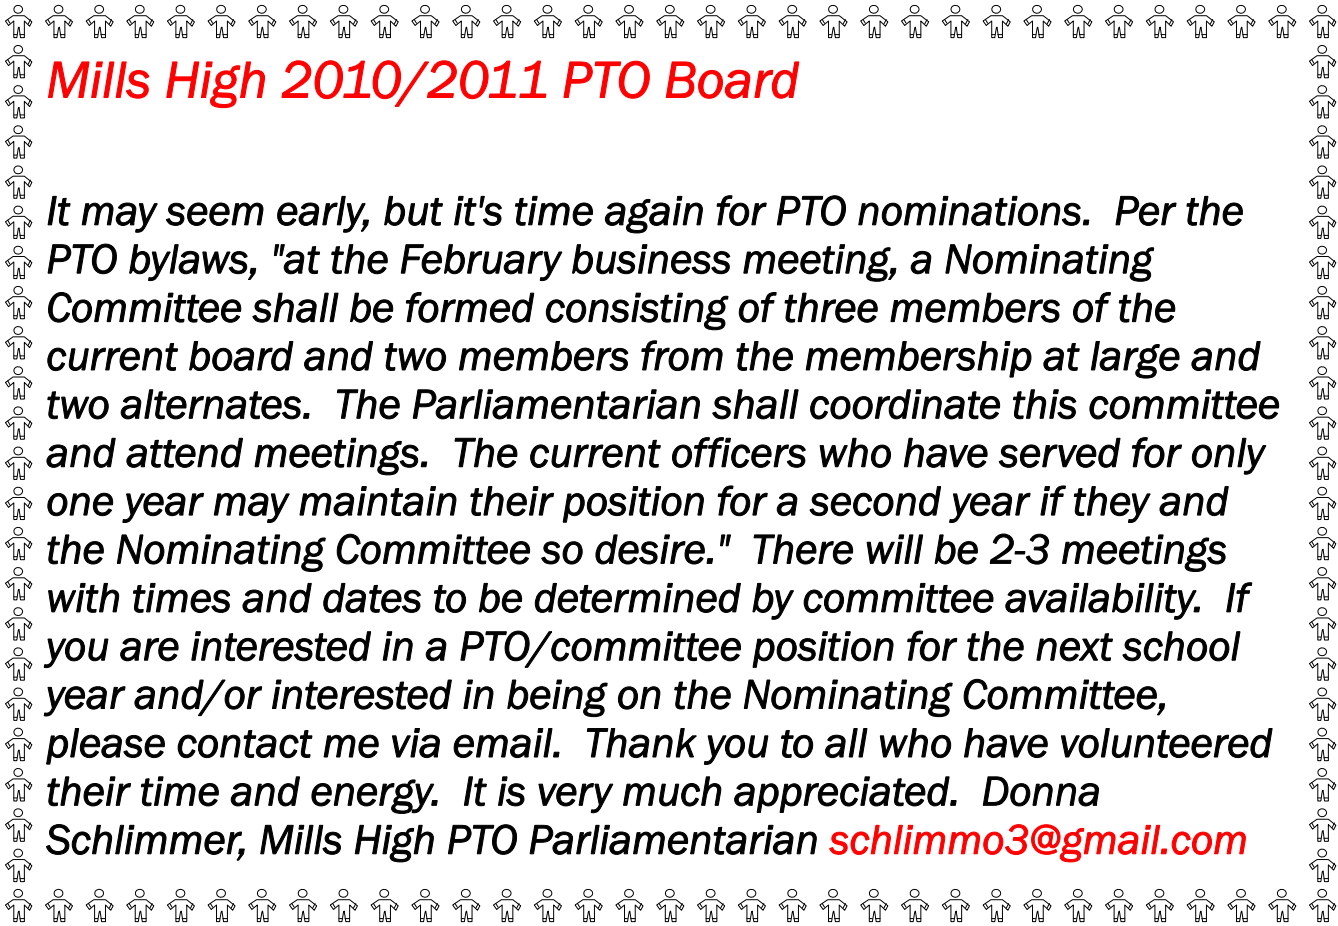 Mills High 2010/2011 PTO Board
It may seem early, but it's time again for PTO nominations.  Per the
PTO bylaws, "at the February business meeting, a Nominating
Committee shall be formed consisting of three members of the
current board and two members from the membership at large and
two alternates.  The Parliamentarian shall coordinate this committee
and attend meetings.  The current officers who have served for only
one year may maintain their position for a second year if they and
the Nominating Committee so desire."  There will be 2-3 meetings
with times and dates to be determined by committee availability.  If
you are interested in a PTO/committee position for the next school
year and/or interested in being on the Nominating Committee,
please contact me via email.  Thank you to all who have volunteered
their time and energy.  It is very much appreciated.  Donna
Schlimmer, Mills High PTO Parliamentarian schlimmo3@gmail.com